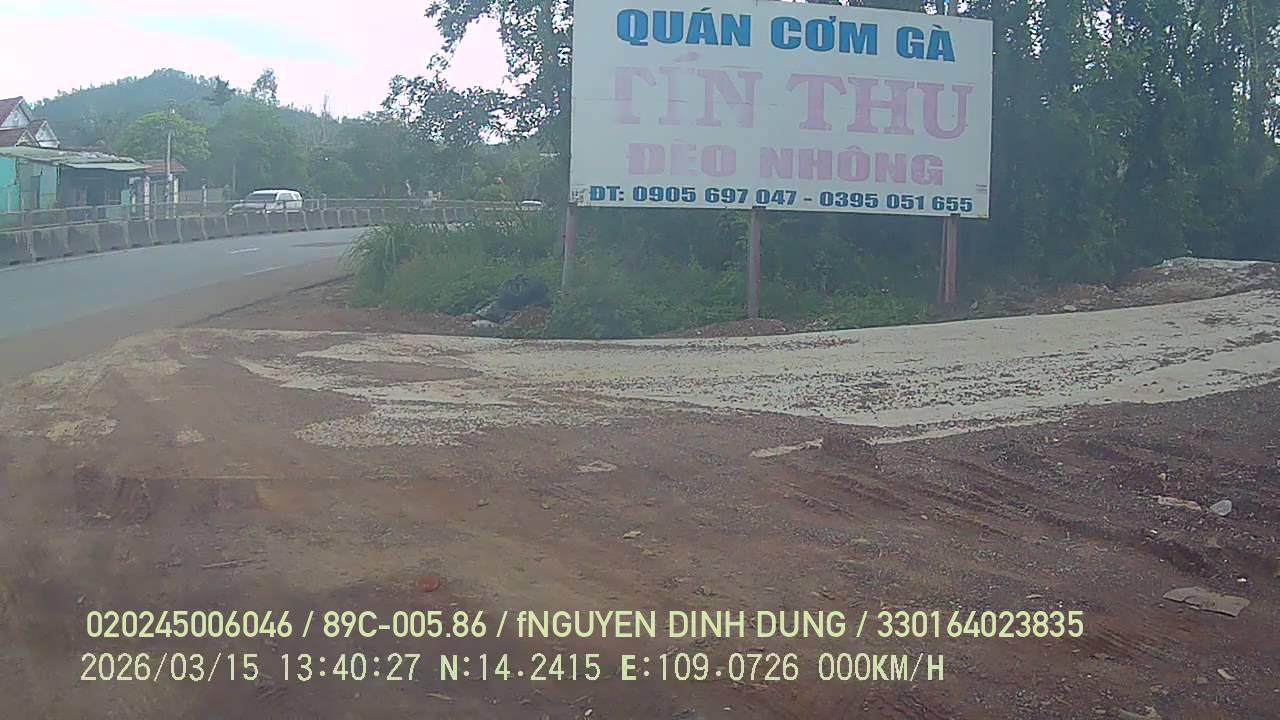 QUÁN CƠM GÀ
TÍN THU
ĐÈO NHÔNG
ĐT: 0905 697 047 - 0395 051 655
020245006046 / 89C-005.86 / fNGUYEN DINH DUNG / 330164023835
2026/03/15 13:40:27 N:14.2415 E:109.0726 000KM/H